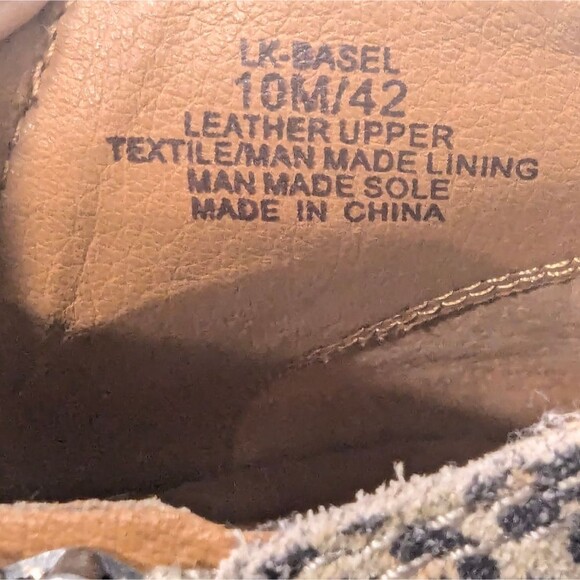 LK-BASEL
10M/42
LEATHER UPPER
TEXTILE/MAN MADE LINING
MAN MADE SOLE
MADE IN CHINA